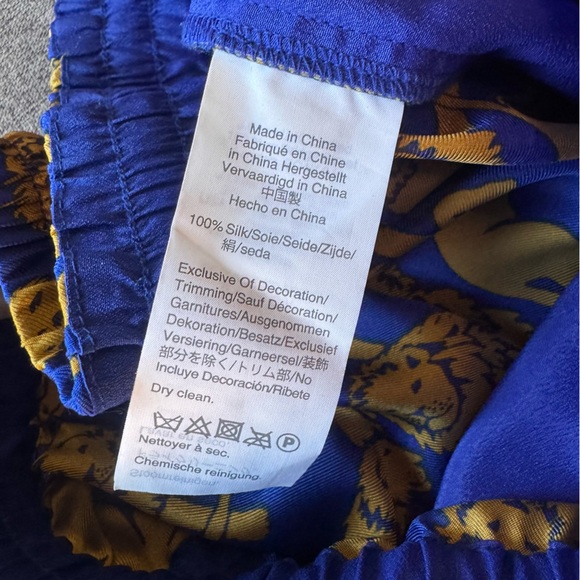 Made in China
Fabriqué en Chine
in China Hergestellt
Vervaardigd in China
中国製
Hecho en China
100% Silk/Soie/Seide/Zijde/
絹/seda
Exclusive Of Decoration/
Trimming/Sauf Décoration/
Garnitures/Ausgenommen
Dekoration/Besatz/Exclusief
Versiering/Garneersel/装飾
部分を除く/トリム部/No
Incluye Decoración/Ribete
Dry clean.
P
Nettoyer à sec.
Chemische reinigung.